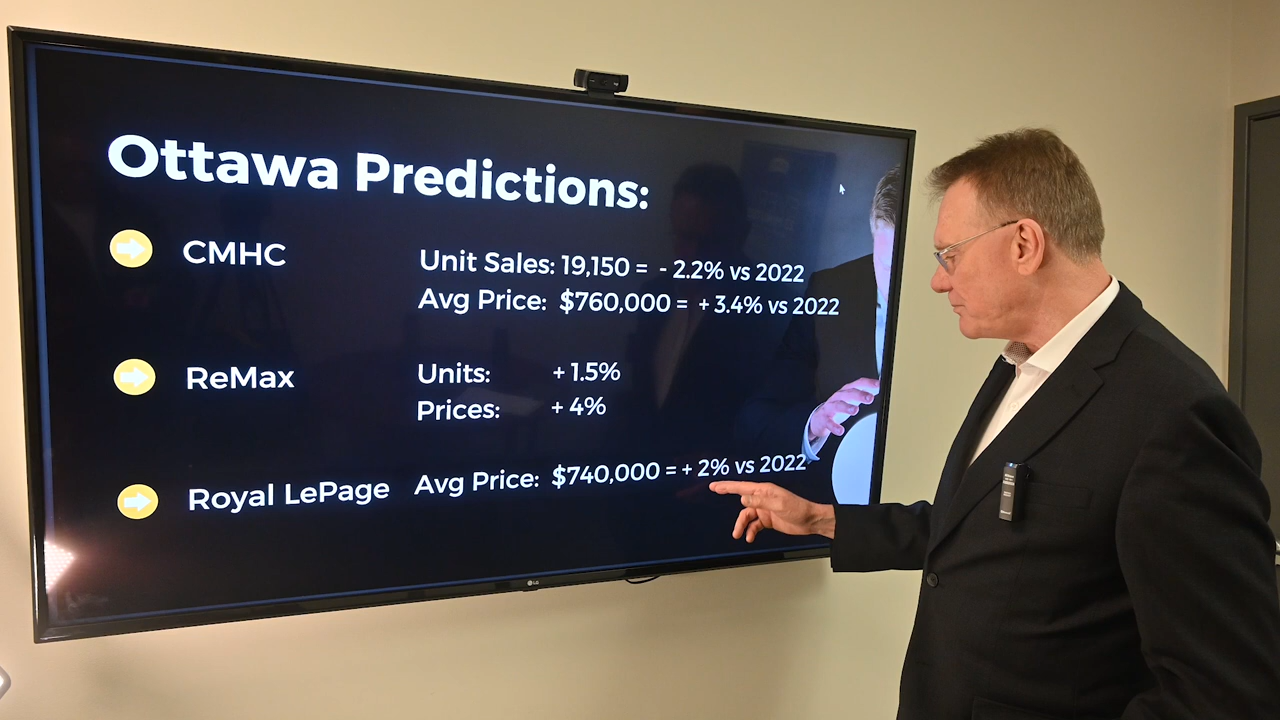 Ottawa Predictions:
CMHC
Unit Sales: 19,150 = - 2.2% vs 2022
Avg Price: $760,000 = + 3.4% vs 2022
ReMax
Units: + 1.5%
Prices: + 4%
Royal LePage Avg Price: $740,000 = + 2% vs 2022
LG